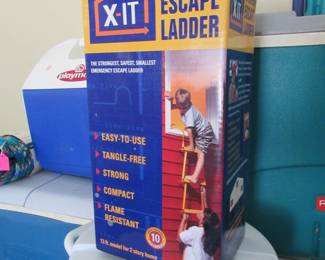 X-IT
ESCAPE
LADDER
THE STRONGEST, SAFEST, SMALLEST
EMERGENCY ESCAPE LADDER
EASY-TO-USE
TANGLE-FREE
STRONG
COMPACT
FLAME
RESISTANT
13 ft. model for 2 story home
10
playm